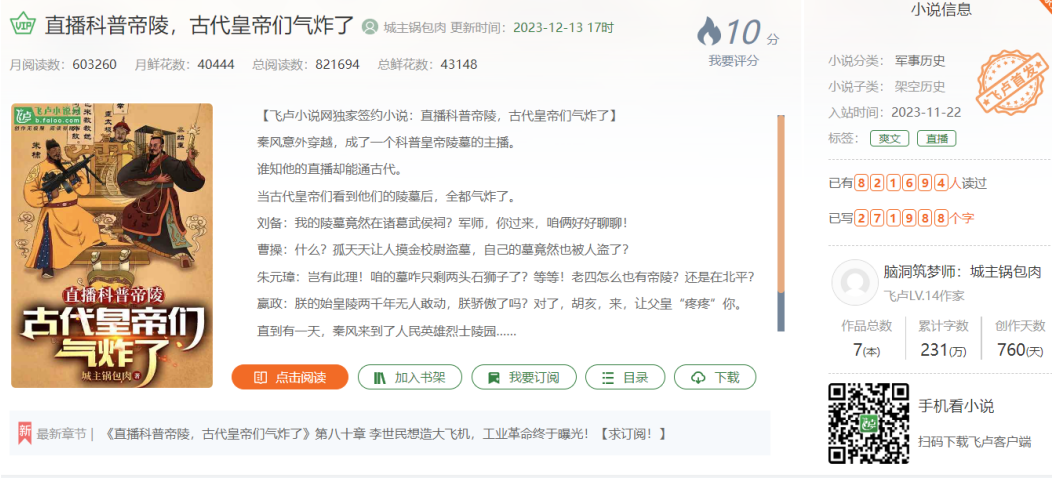 VIP 直播科普帝陵，古代皇帝们气炸了 城主锅包肉 更新时间：2023-12-13 17时
10 分
我要评分
月阅读数：603260 月鲜花数：40444 总阅读数：821694 总鲜花数：43148
飞卢小说网
b.faloo.com
朱棣
直播科普帝陵
古代皇帝们
气炸了
城主锅包肉 著
【飞卢小说网独家签约小说：直播科普帝陵，古代皇帝们气炸了】
秦风意外穿越，成了一个科普皇帝陵墓的主播。
谁知他的直播却能通古代。
当古代皇帝们看到他们的陵墓后，全都气炸了。
刘备：我的陵墓竟然在诸葛武侯祠？军师，你过来，咱俩好好聊聊！
曹操：什么？孤天天让人摸金校尉盗墓，自己的墓竟然也被人盗了？
朱元璋：岂有此理！咱的墓咋只剩两头石狮子了？等等！老四怎么也有帝陵？还是在北平？
嬴政：朕的始皇陵两千年无人敢动，朕骄傲了吗？对了，胡亥，来，让父皇“疼疼”你。
直到有一天，秦风来到了人民英雄烈士陵园......
点击阅读 加入书架 我要订阅 目录 下载
新 最新章节 | 《直播科普帝陵，古代皇帝们气炸了》第八十章 李世民想造大飞机，工业革命终于曝光！【求订阅！】
小说信息
小说分类： 军事历史
小说子类： 架空历史
入站时间： 2023-11-22
标签： 爽文 直播
飞卢首发
已有821694人读过
已写271988个字
脑洞筑梦师：城主锅包肉
飞卢LV.14作家
作品总数 累计字数 创作天数
7(本) 231(万) 760(天)
手机看小说
扫码下载飞卢客户端